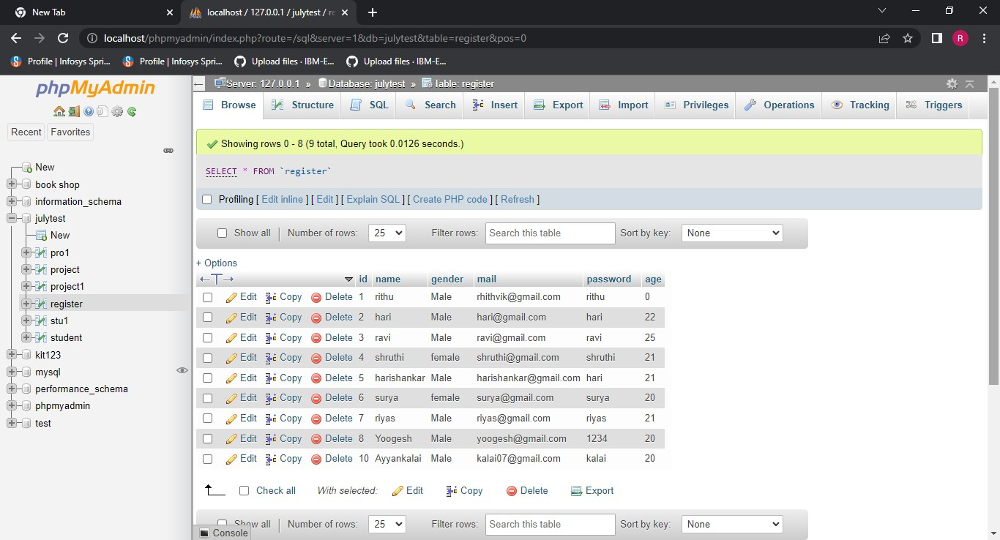 New Tab
localhost / 127.0.0.1 / julytest / re
localhost/phpmyadmin/index.php?route=/sql&server=1&db=julytest&table=register&pos=0
R
Profile | Infosys Spri...
Profile | Infosys Spri...
Upload files · IBM-E...
Upload files · IBM-E...
phpMyAdmin
Recent
Favorites
New
book shop
information_schema
julytest
New
pro1
project
project1
register
stu1
student
kit123
mysql
performance_schema
phpmyadmin
test
Server: 127.0.0.1 » Database: julytest » Table: register
Browse Structure SQL Search Insert Export Import Privileges Operations Tracking Triggers
Showing rows 0 - 8 (9 total, Query took 0.0126 seconds.)
SELECT * FROM `register`
Profiling [ Edit inline ] [ Edit ] [ Explain SQL ] [ Create PHP code ] [ Refresh ]
Show all | Number of rows: 25 Filter rows: Search this table Sort by key: None
+ Options
←T→ id name gender mail password age
Edit Copy Delete 1 rithu Male rhithvik@gmail.com rithu 0
Edit Copy Delete 2 hari Male hari@gmail.com hari 22
Edit Copy Delete 3 ravi Male ravi@gmail.com ravi 25
Edit Copy Delete 4 shruthi female shruthi@gmail.com shruthi 21
Edit Copy Delete 5 harishankar Male harishankar@gmail.com hari 21
Edit Copy Delete 6 surya female surya@gmail.com surya 20
Edit Copy Delete 7 riyas Male riyas@gmail.com riyas 21
Edit Copy Delete 8 Yoogesh Male yoogesh@gmail.com 1234 20
Edit Copy Delete 10 Ayyankalai Male kalai07@gmail.com kalai 20
Check all With selected: Edit Copy Delete Export
Show all | Number of rows: 25 Filter rows: Search this table Sort by key: None
Console